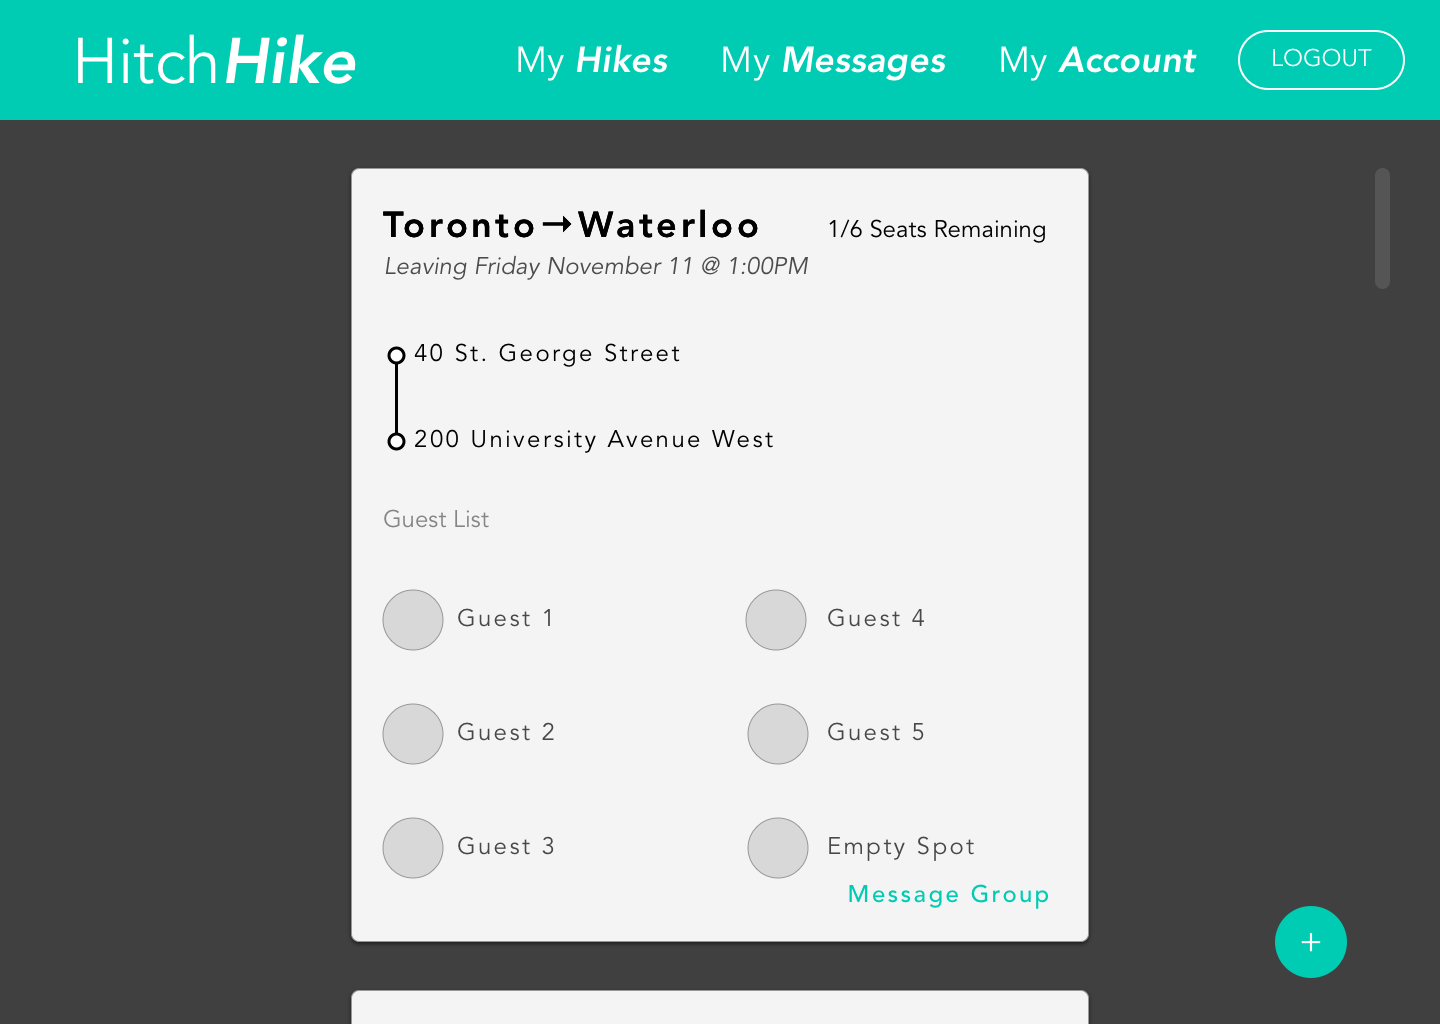 HitchHike
My Hikes
My Messages
My Account
LOGOUT
Toronto→Waterloo
1/6 Seats Remaining
Leaving Friday November 11 @ 1:00PM
40 St. George Street
200 University Avenue West
Guest List
Guest 1
Guest 4
Guest 2
Guest 5
Guest 3
Empty Spot
Message Group
+